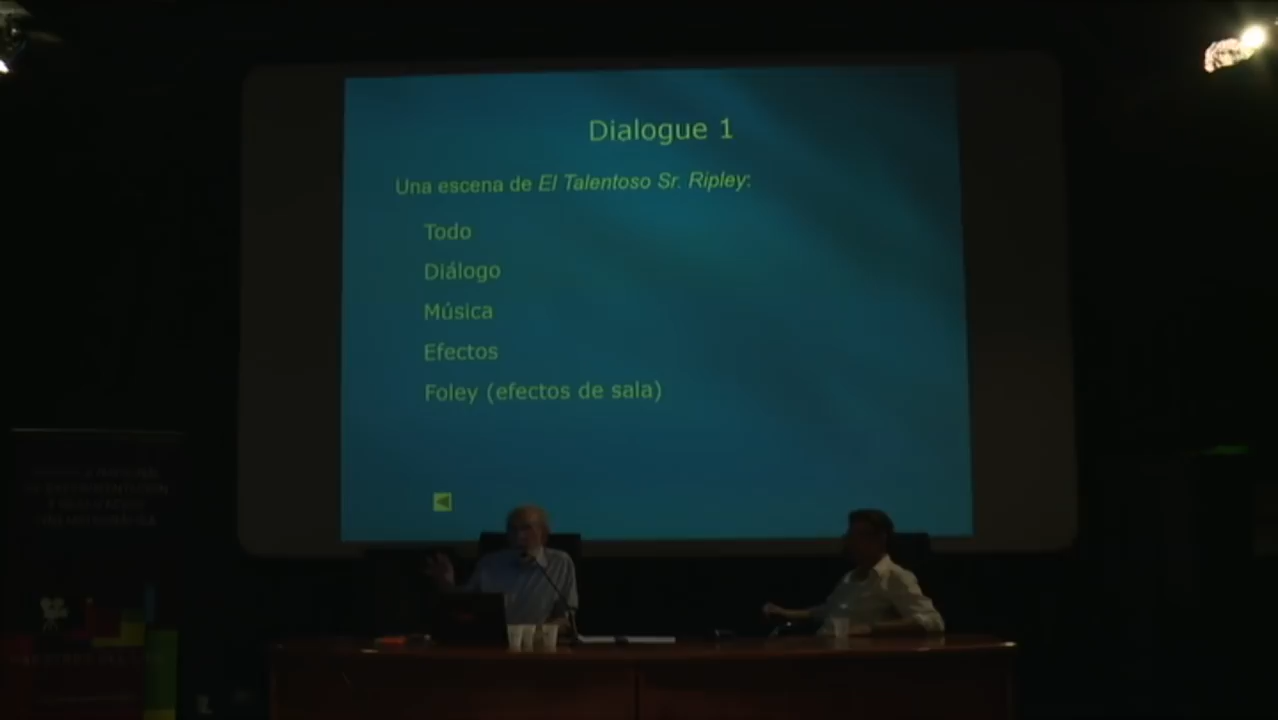 Dialogue 1
Una escena de El Talentoso Sr. Ripley:
Todo
Diálogo
Música
Efectos
Foley (efectos de sala)